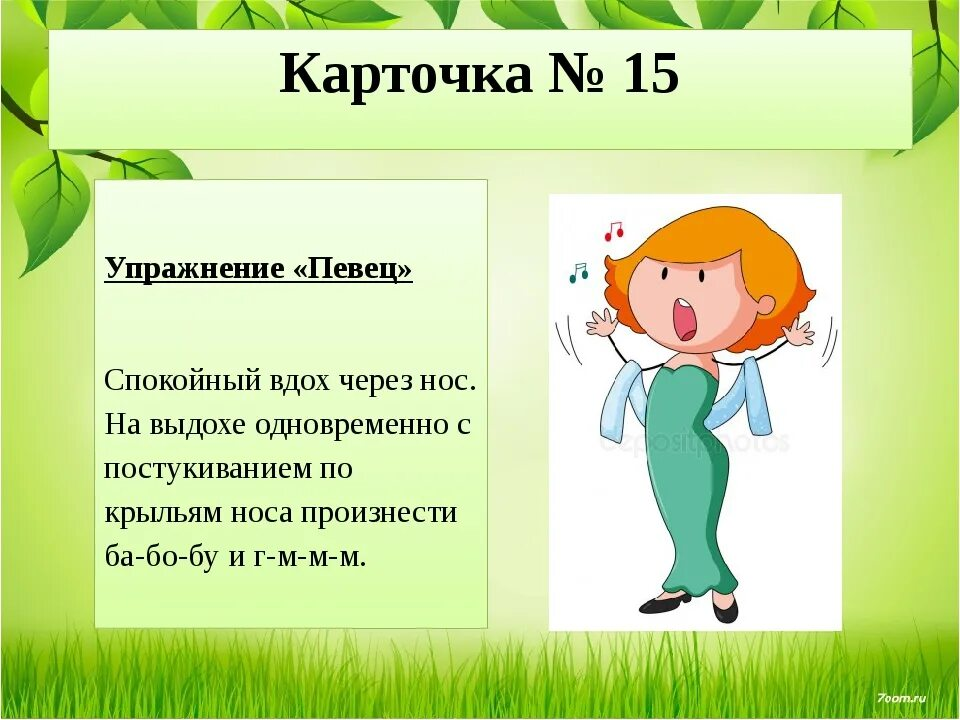 Карточка № 15
Упражнение «Певец»
Спокойный вдох через нос.
На выдохе одновременно с
постукиванием по
крыльям носа произнести
ба-бо-бу и г-м-м-м.
depositphotos
7oom.ru